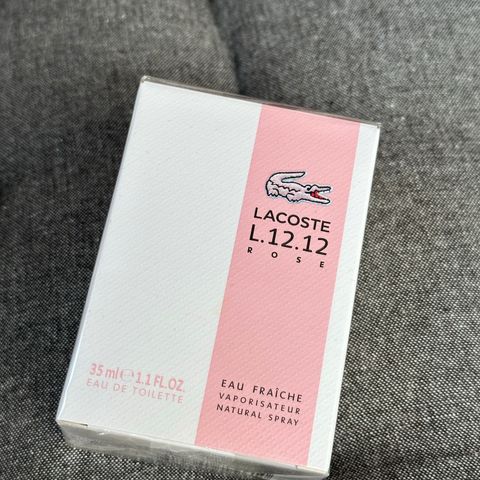 LACOSTE
L.12.12
ROSE
35 ml ℮ 1.1 FL.OZ.
EAU DE TOILETTE
EAU FRAÎCHE
VAPORISATEUR
NATURAL SPRAY